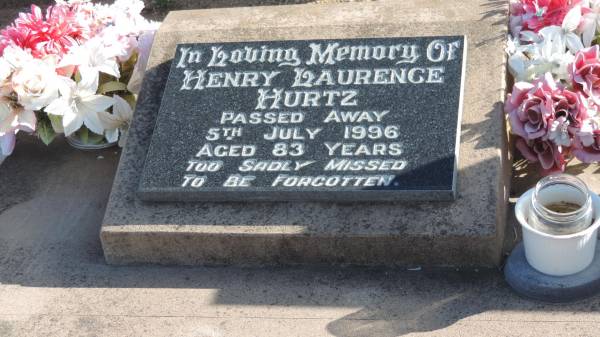 In Loving Memory Of
HENRY LAURENCE
HURTZ
PASSED AWAY
5TH JULY 1996
AGED 83 YEARS
TOO SADLY MISSED
TO BE FORGOTTEN.